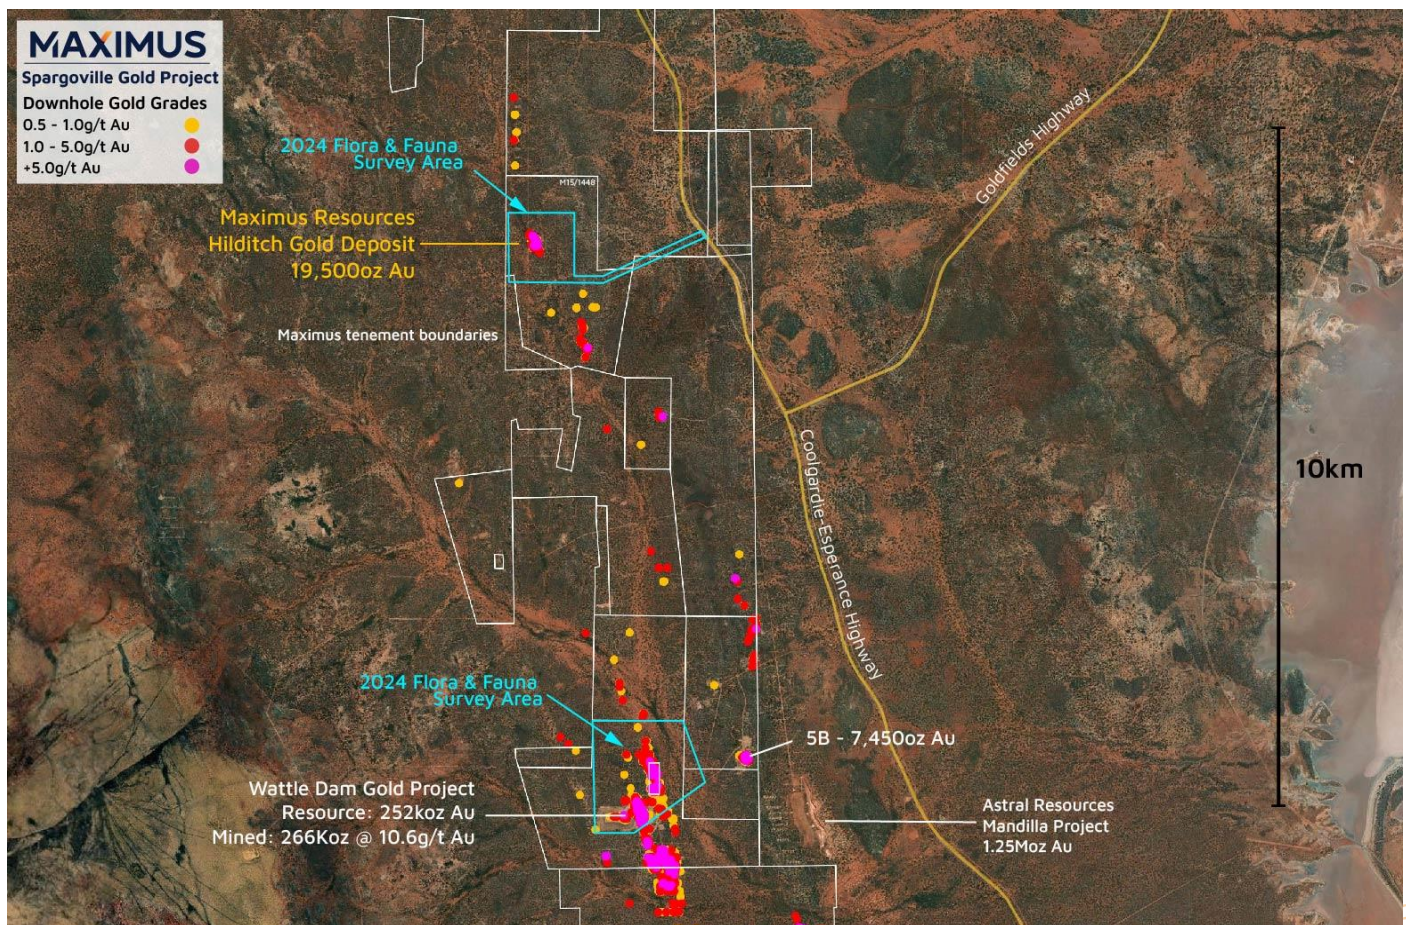 MAXIMUS
Spargoville Gold Project
Downhole Gold Grades
0.5 - 1.0g/t Au
1.0 - 5.0g/t Au
+5.0g/t Au
2024 Flora & Fauna
Survey Area
M15/1448
Maximus Resources
Hilditch Gold Deposit
19,500oz Au
Maximus tenement boundaries
Goldfields Highway
10km
Coolgardie-Esperance Highway
2024 Flora & Fauna
Survey Area
5B - 7,450oz Au
Wattle Dam Gold Project
Resource: 252koz Au
Mined: 266Koz @ 10.6g/t Au
Astral Resources
Mandilla Project
1.25Moz Au